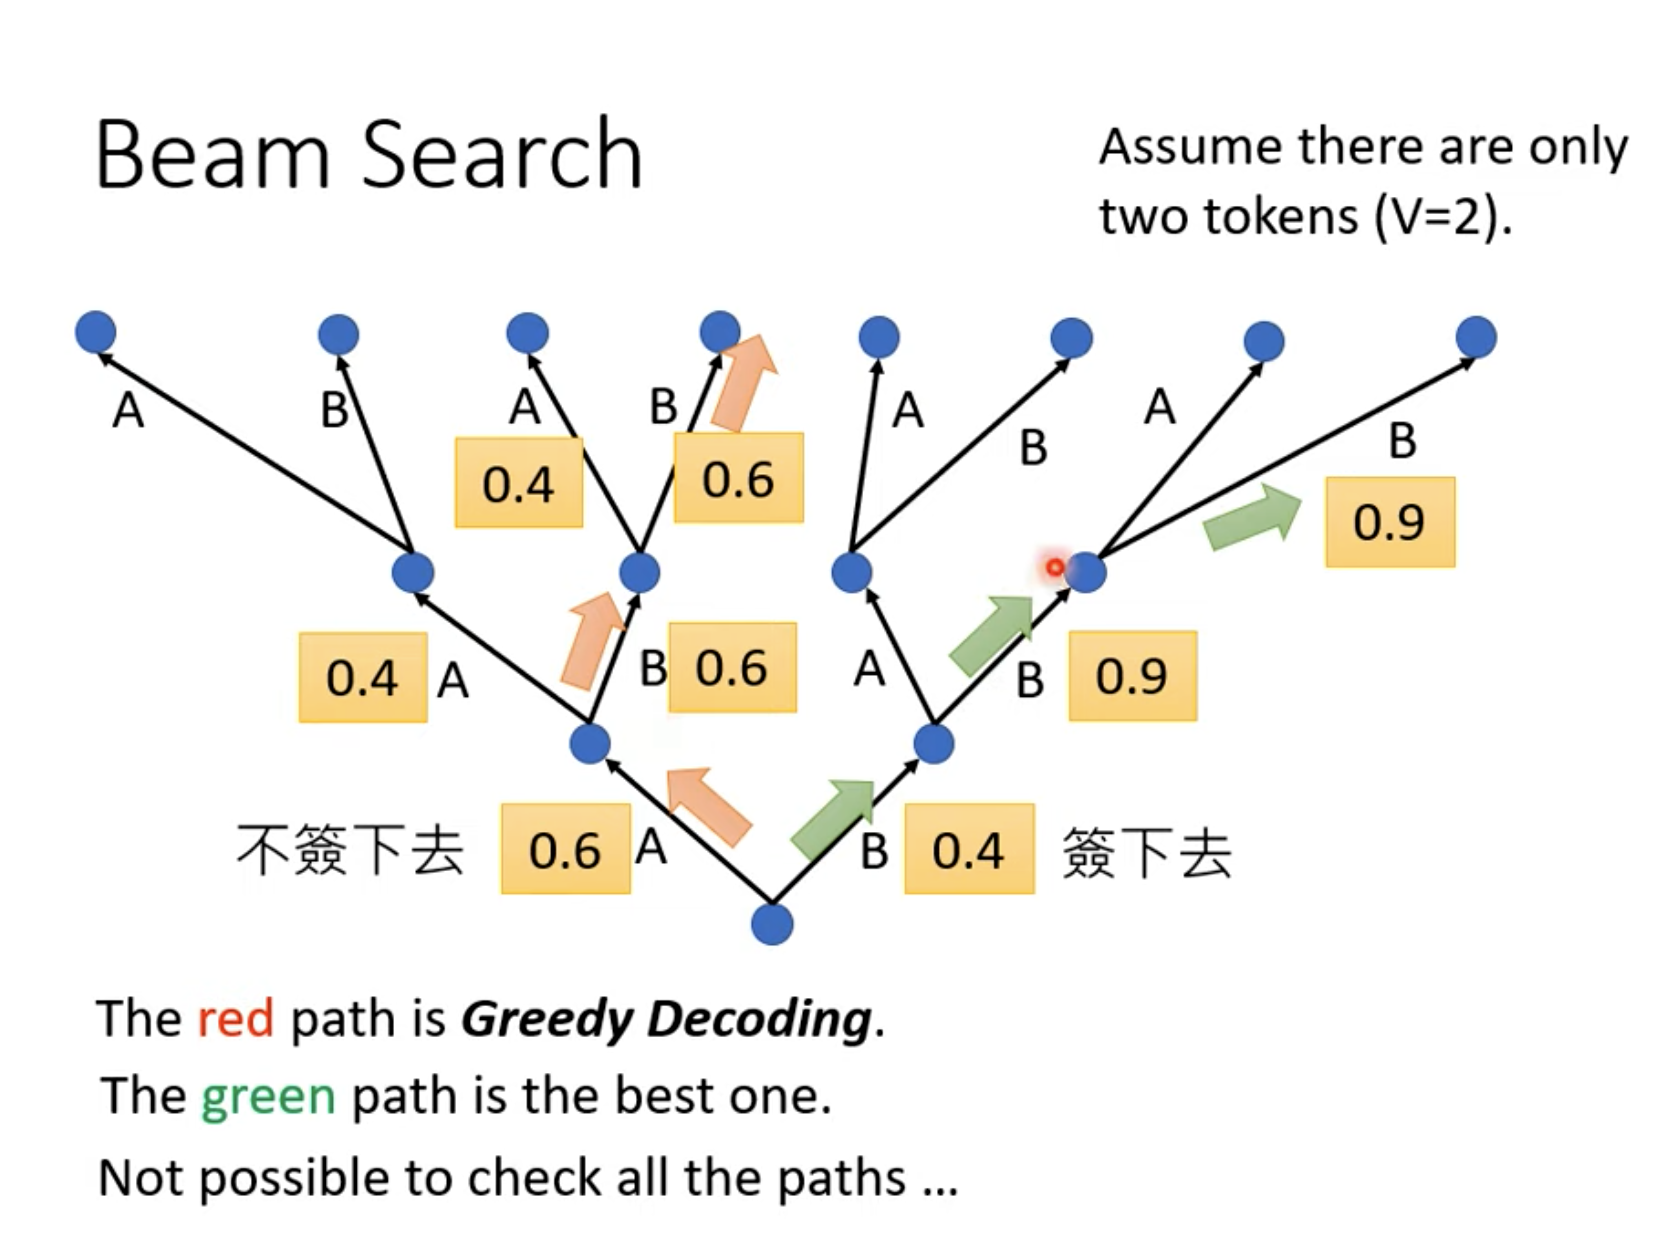 Beam Search
Assume there are only
two tokens (V=2).
A
B
A
B
A
B
A
B
0.4
0.6
0.9
0.4
A
B
0.6
A
B
0.9
不簽下去
0.6
A
B
0.4
簽下去
The red path is Greedy Decoding.
The green path is the best one.
Not possible to check all the paths ...